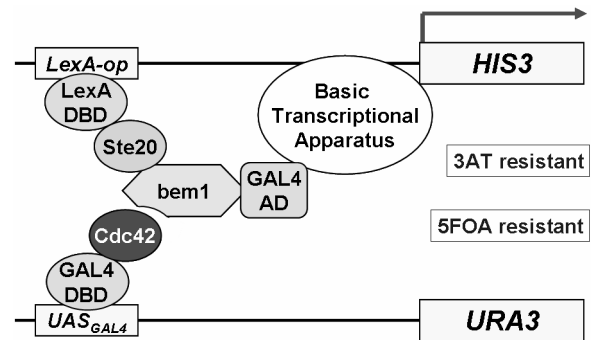 LexA-op
HIS3
LexA
DBD
Basic
Transcriptional
Apparatus
Ste20
3AT resistant
bem1
GAL4
AD
5FOA resistant
Cdc42
GAL4
DBD
UASGAL4
URA3